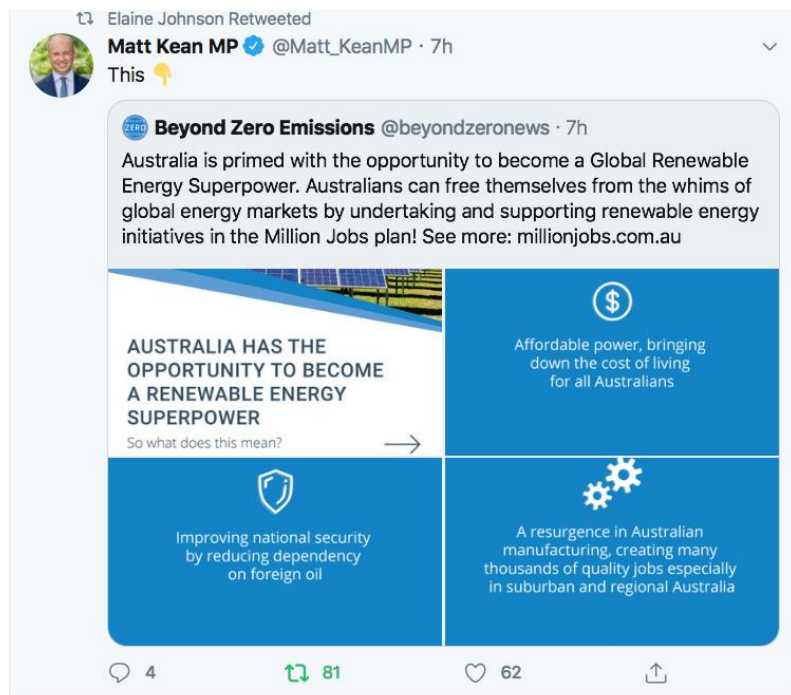 Elaine Johnson Retweeted
Matt Kean MP @Matt_KeanMP · 7h
This 👇
ZERO
Beyond Zero Emissions @beyondzeronews · 7h
Australia is primed with the opportunity to become a Global Renewable
Energy Superpower. Australians can free themselves from the whims of
global energy markets by undertaking and supporting renewable energy
initiatives in the Million Jobs plan! See more: millionjobs.com.au
AUSTRALIA HAS THE
OPPORTUNITY TO BECOME
A RENEWABLE ENERGY
SUPERPOWER
So what does this mean?
Affordable power, bringing
down the cost of living
for all Australians
Improving national security
by reducing dependency
on foreign oil
A resurgence in Australian
manufacturing, creating many
thousands of quality jobs especially
in suburban and regional Australia
4 81 62